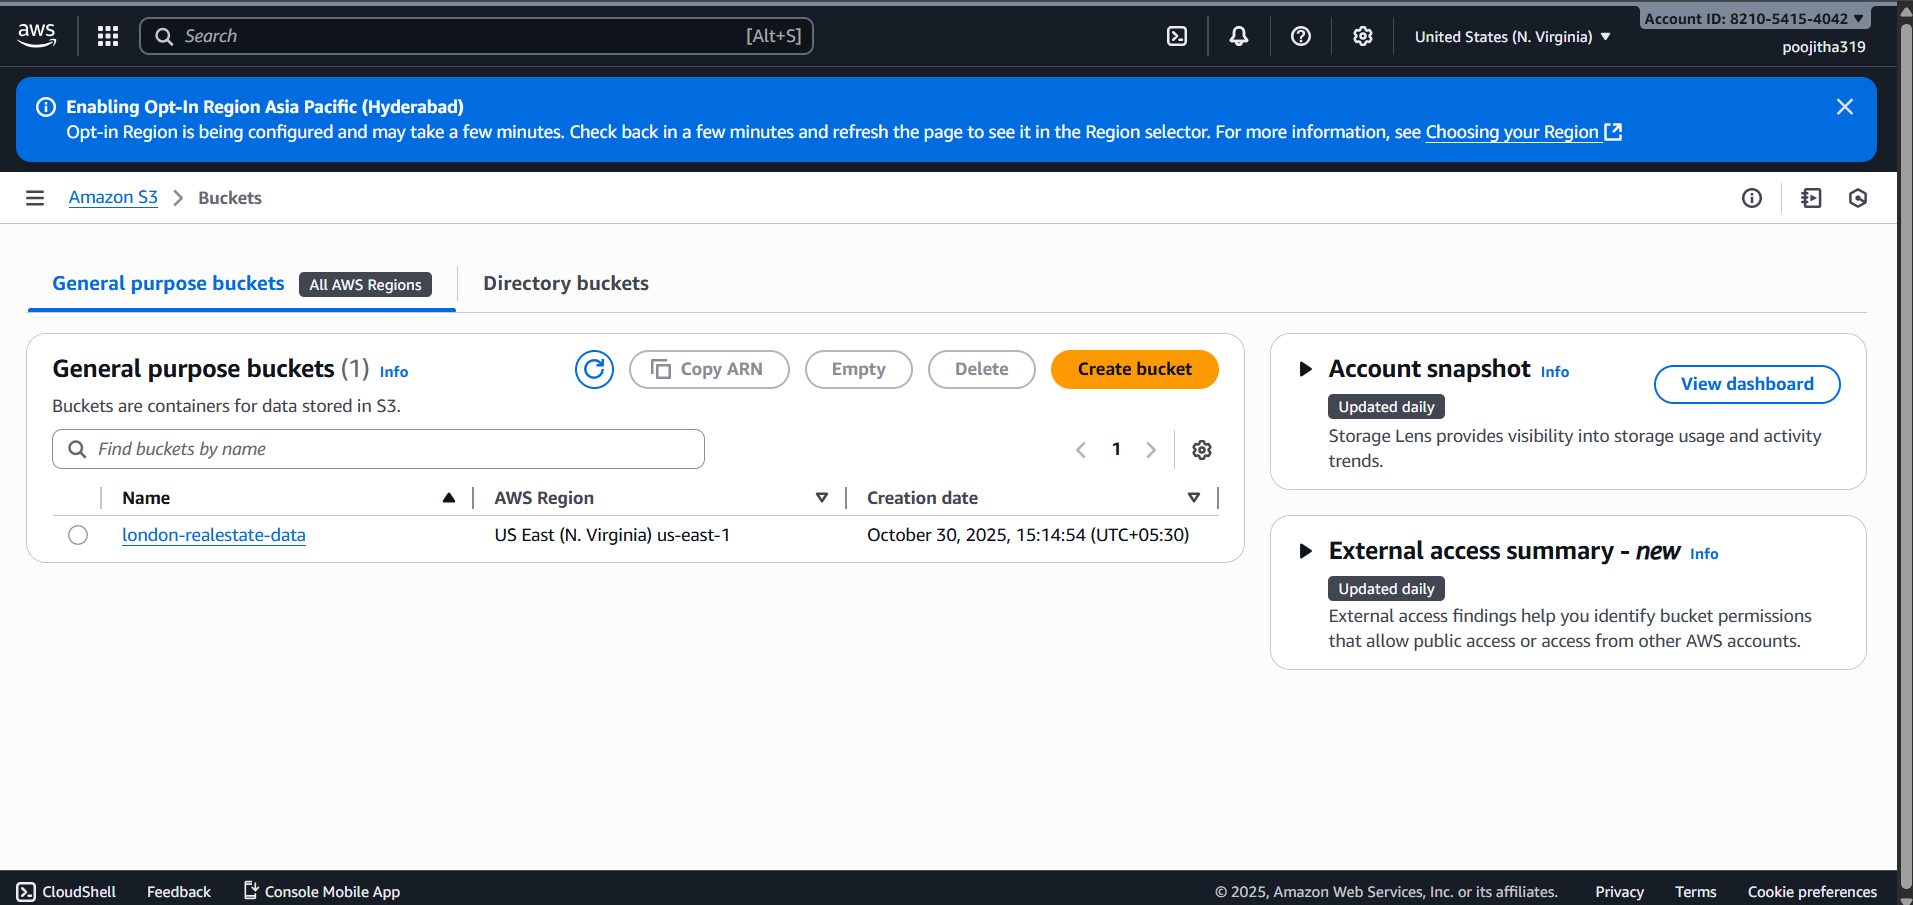 aws
Search [Alt+S]
United States (N. Virginia)
Account ID: 8210-5415-4042
poojitha319
Enabling Opt-In Region Asia Pacific (Hyderabad)
Opt-in Region is being configured and may take a few minutes. Check back in a few minutes and refresh the page to see it in the Region selector. For more information, see Choosing your Region
Amazon S3 Buckets
General purpose buckets All AWS Regions Directory buckets
General purpose buckets (1) Info
Copy ARN Empty Delete Create bucket
Buckets are containers for data stored in S3.
Find buckets by name
1
Name AWS Region Creation date
london-realestate-data US East (N. Virginia) us-east-1 October 30, 2025, 15:14:54 (UTC+05:30)
Account snapshot Info
View dashboard
Updated daily
Storage Lens provides visibility into storage usage and activity
trends.
External access summary - new Info
Updated daily
External access findings help you identify bucket permissions
that allow public access or access from other AWS accounts.
CloudShell Feedback Console Mobile App © 2025, Amazon Web Services, Inc. or its affiliates. Privacy Terms Cookie preferences